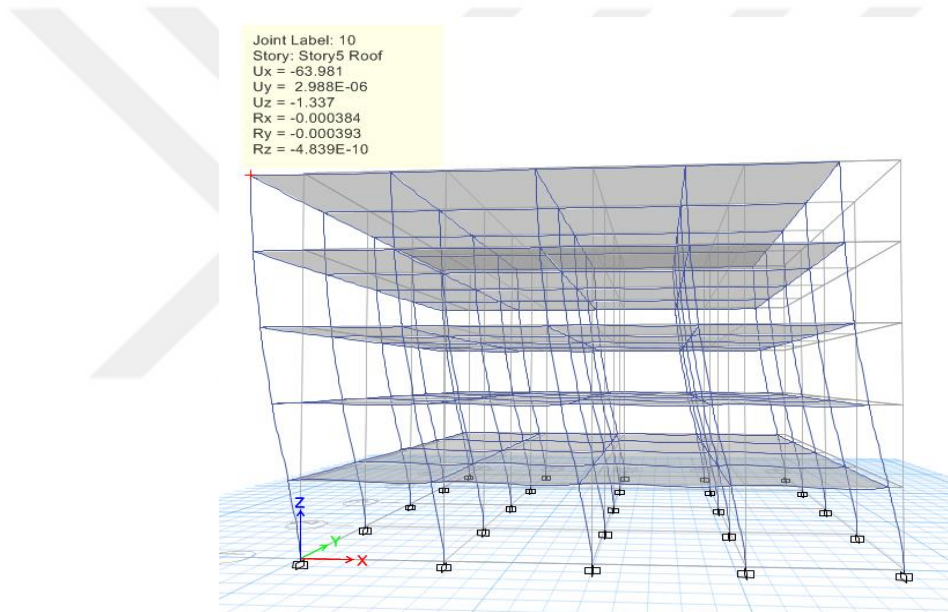 Joint Label: 10
Story: Story5 Roof
Ux = -63.981
Uy = 2.988E-06
Uz = -1.337
Rx = -0.000384
Ry = -0.000393
Rz = -4.839E-10
Z
Y
X